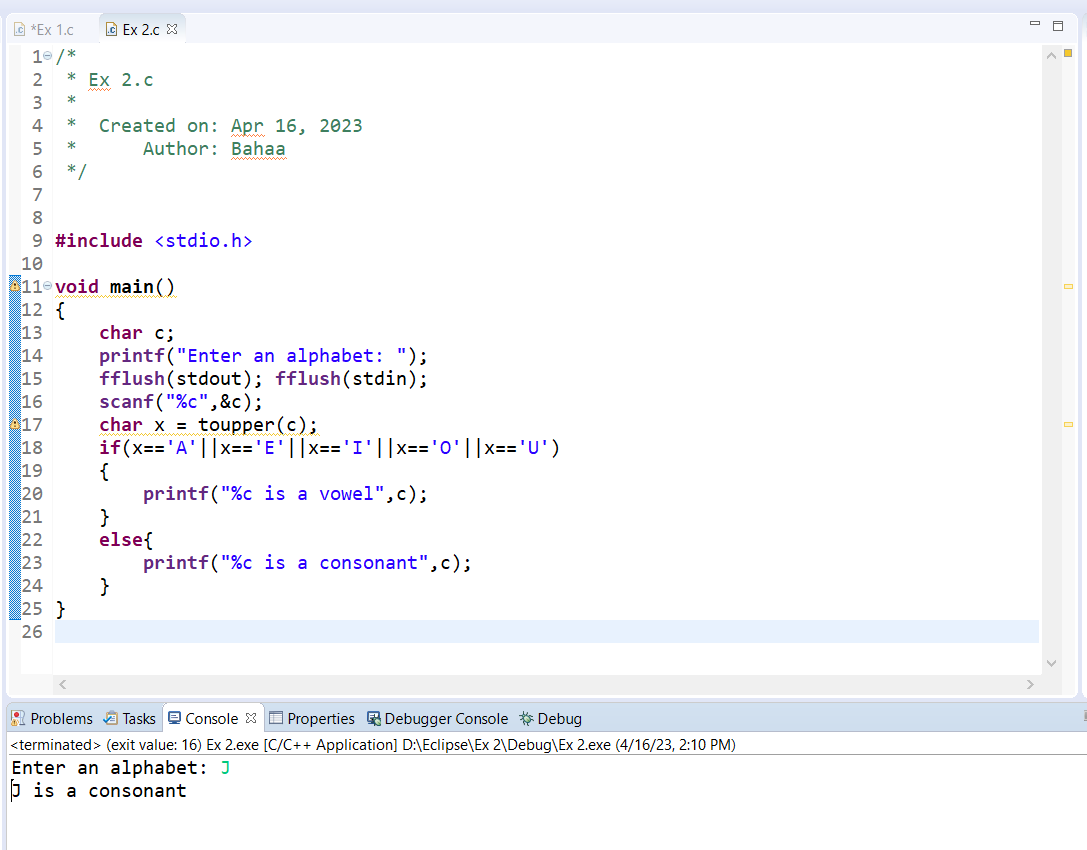 *Ex 1.c Ex 2.c
1 /*
2 * Ex 2.c
3 *
4 *  Created on: Apr 16, 2023
5 *      Author: Bahaa
6 */
7
8
9 #include <stdio.h>
10
11 void main()
12 {
13     char c;
14     printf("Enter an alphabet: ");
15     fflush(stdout); fflush(stdin);
16     scanf("%c",&c);
17     char x = toupper(c);
18     if(x=='A'||x=='E'||x=='I'||x=='O'||x=='U')
19     {
20         printf("%c is a vowel",c);
21     }
22     else{
23         printf("%c is a consonant",c);
24     }
25 }
26
Problems Tasks Console Properties Debugger Console Debug
<terminated> (exit value: 16) Ex 2.exe [C/C++ Application] D:\Eclipse\Ex 2\Debug\Ex 2.exe (4/16/23, 2:10 PM)
Enter an alphabet: J
J is a consonant